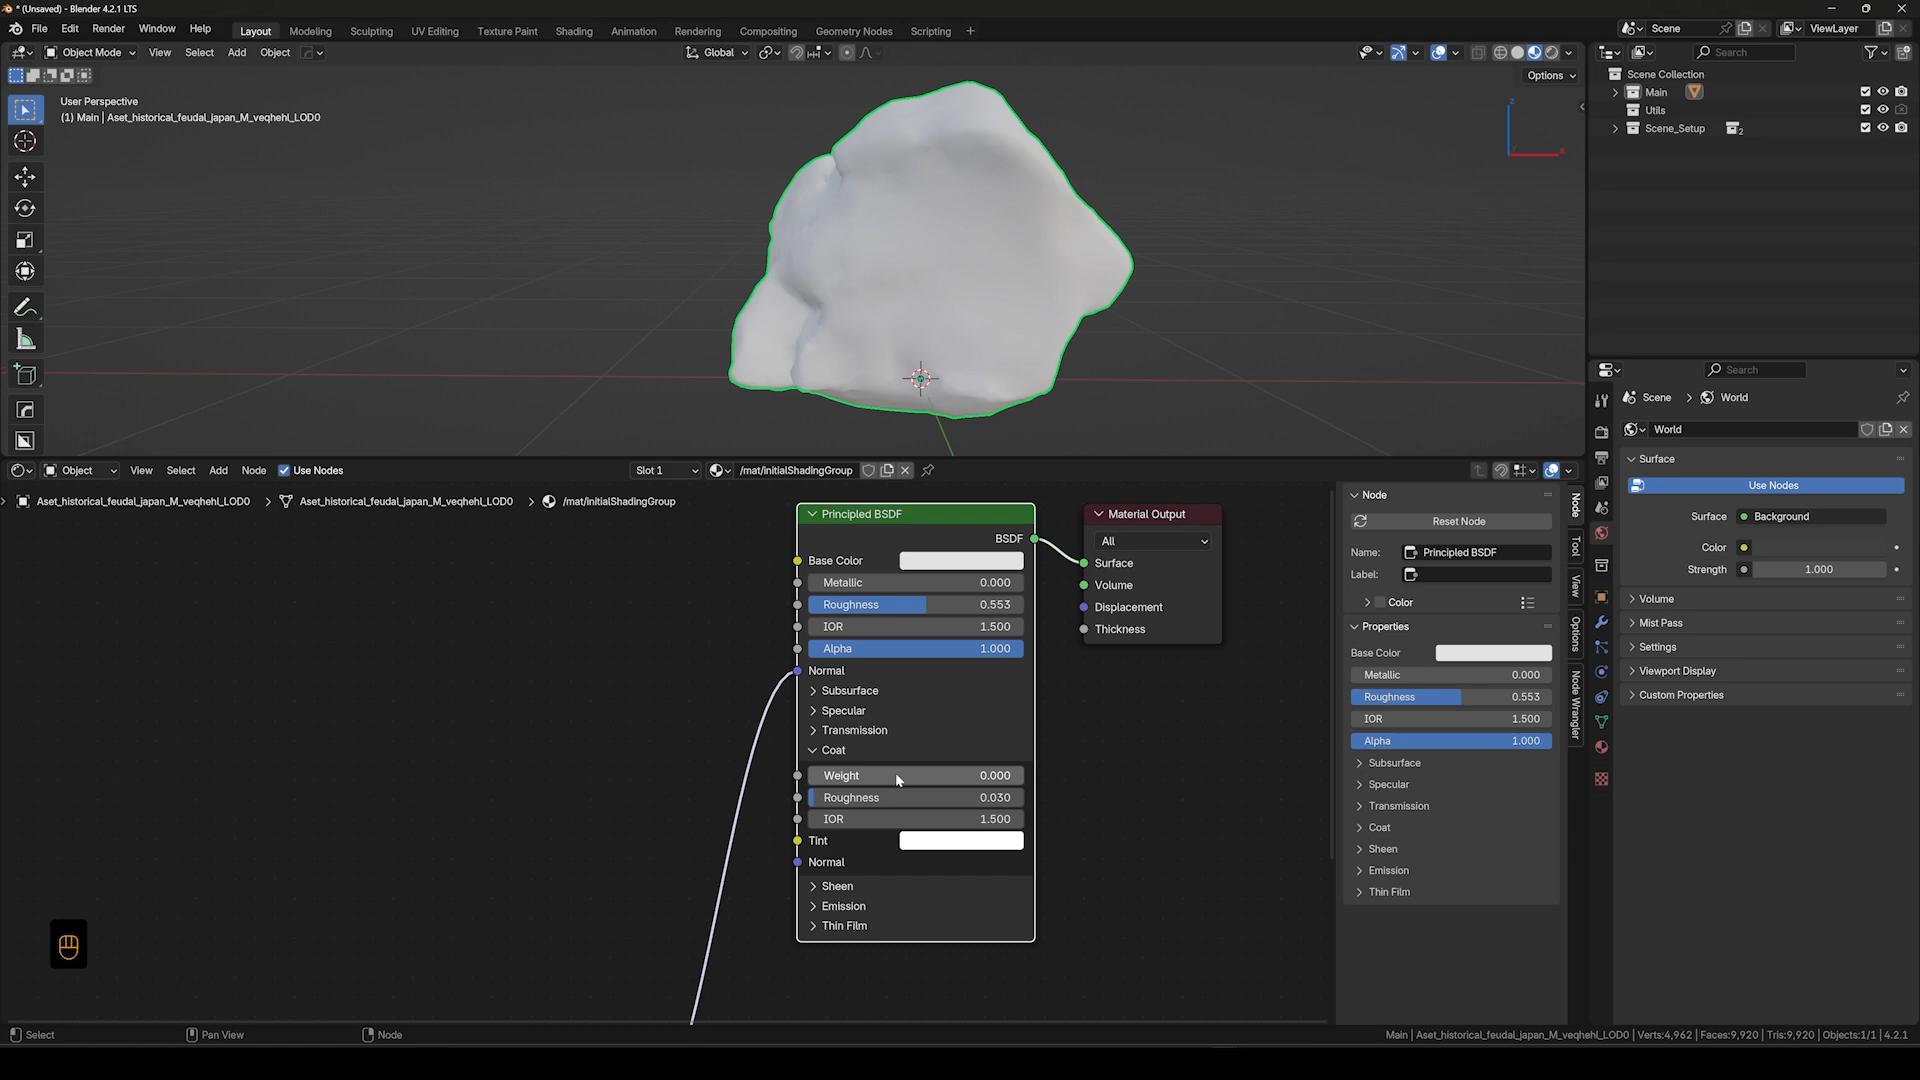 * (Unsaved) - Blender 4.2.1 LTS
File Edit Render Window Help Layout Modeling Sculpting UV Editing Texture Paint Shading Animation Rendering Compositing Geometry Nodes Scripting + Scene ViewLayer
Object Mode View Select Add Object Global Search
Options
User Perspective
(1) Main | Aset_historical_feudal_japan_M_veqhehl_LOD0
Z
X
Scene Collection
Main
Utils
Scene_Setup 2
Object View Select Add Node Use Nodes Slot 1 /mat/initialShadingGroup
Aset_historical_feudal_japan_M_veqhehl_LOD0 > Aset_historical_feudal_japan_M_veqhehl_LOD0 > /mat/initialShadingGroup
Principled BSDF
BSDF
Base Color
Metallic 0.000
Roughness 0.553
IOR 1.500
Alpha 1.000
Normal
Subsurface
Specular
Transmission
Coat
Weight 0.000
Roughness 0.030
IOR 1.500
Tint
Normal
Sheen
Emission
Thin Film
Material Output
All
Surface
Volume
Displacement
Thickness
Node
Reset Node
Name: Principled BSDF
Label:
Color
Properties
Base Color
Metallic 0.000
Roughness 0.553
IOR 1.500
Alpha 1.000
Subsurface
Specular
Transmission
Coat
Sheen
Emission
Thin Film
Node
Tool
View
Options
Node Wrangler
Search
Scene > World
World
Surface
Use Nodes
Surface Background
Color
Strength 1.000
Volume
Mist Pass
Settings
Viewport Display
Custom Properties
Select Pan View Node
Main | Aset_historical_feudal_japan_M_veqhehl_LOD0 | Verts:4,962 | Faces:9,920 | Tris:9,920 | Objects:1/1 | 4.2.1